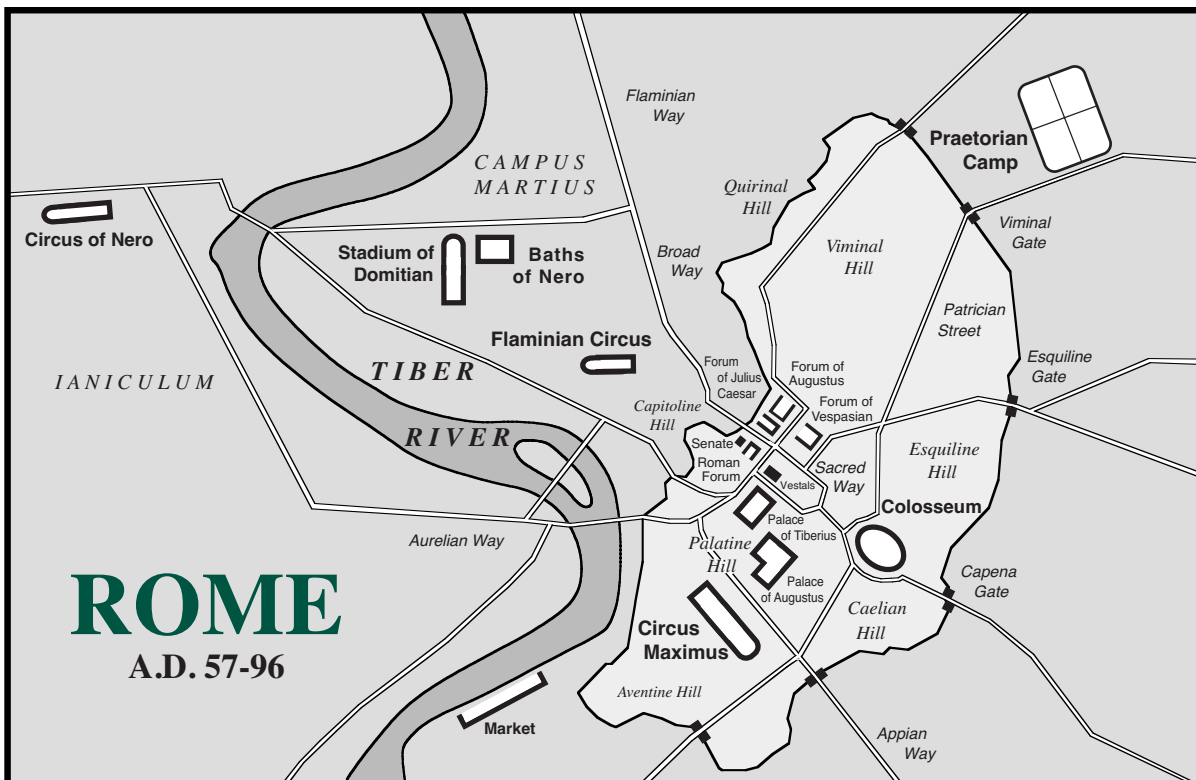 Flaminian
Way
Praetorian
Camp
CAMPUS
MARTIUS
Quirinal
Hill
Circus of Nero
Viminal
Gate
Stadium of
Domitian
Baths
of Nero
Broad
Way
Viminal
Hill
Patrician
Street
Flaminian Circus
TIBER
RIVER
IANICULUM
Forum
of Julius
Caesar
Forum of
Augustus
Esquiline
Gate
Capitoline
Hill
Forum of
Vespasian
Senate
Roman
Forum
Sacred
Way
Vestals
Esquiline
Hill
Colosseum
Aurelian Way
Palace
of Tiberius
Palatine
Hill
Palace
of Augustus
Capena
Gate
Caelian
Hill
ROME
A.D. 57-96
Circus
Maximus
Aventine Hill
Market
Appian
Way